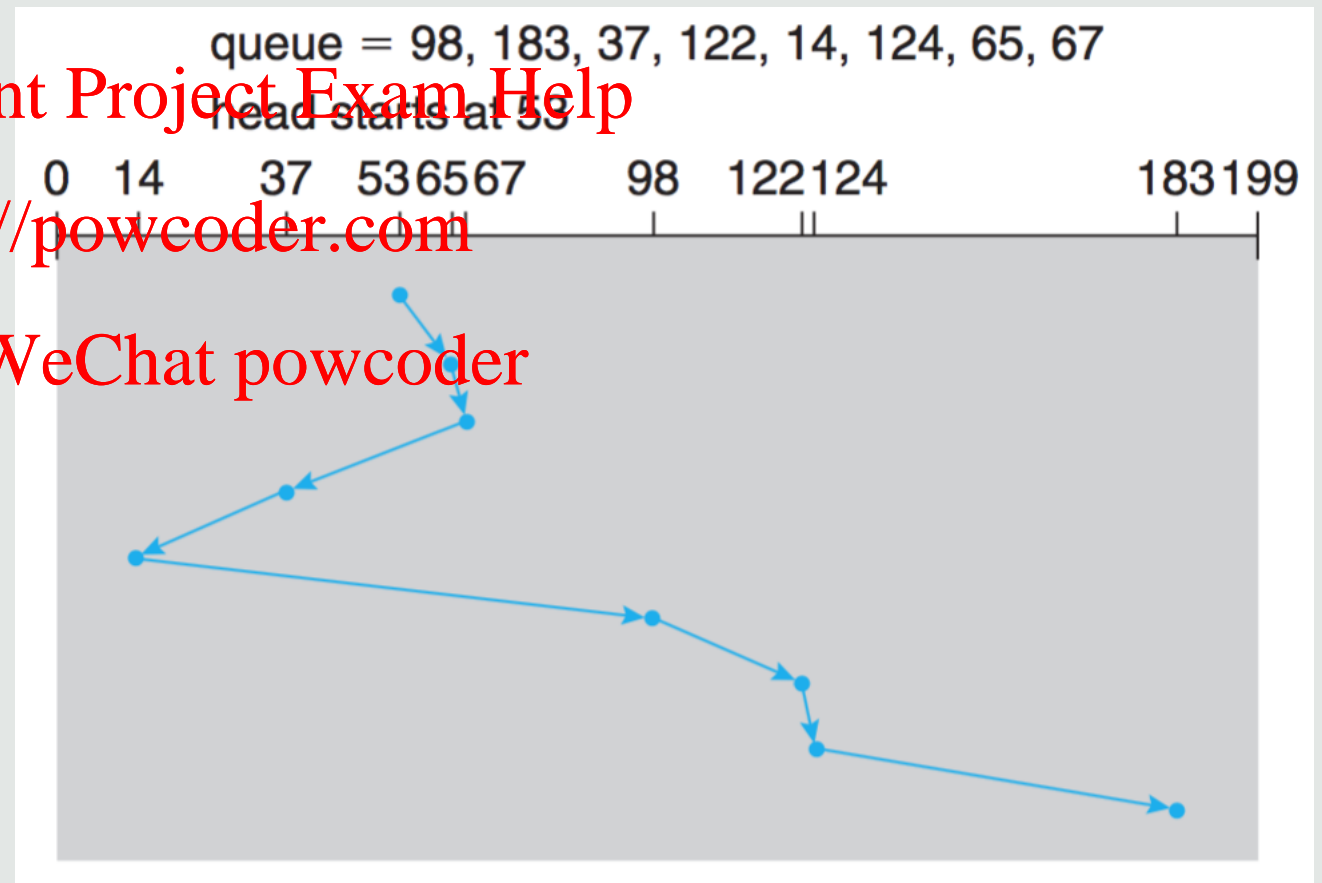 queue = 98, 183, 37, 122, 14, 124, 65, 67
nt Project Exam Help
head starts at 53
0 14 37 53 65 67 98 122 124 183 199
//powcoder.com
WeChat powcoder